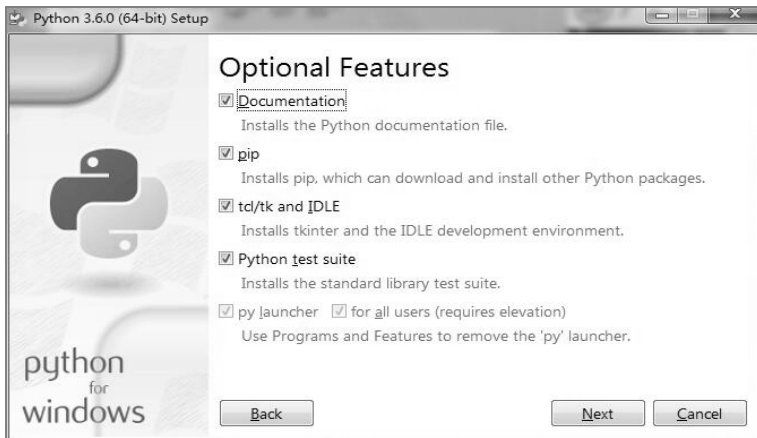 Python 3.6.0 (64-bit) Setup
Optional Features
Documentation
Installs the Python documentation file.
pip
Installs pip, which can download and install other Python packages.
tcl/tk and IDLE
Installs tkinter and the IDLE development environment.
Python test suite
Installs the standard library test suite.
py launcher for all users (requires elevation)
Use Programs and Features to remove the 'py' launcher.
python
for
windows
Back Next Cancel